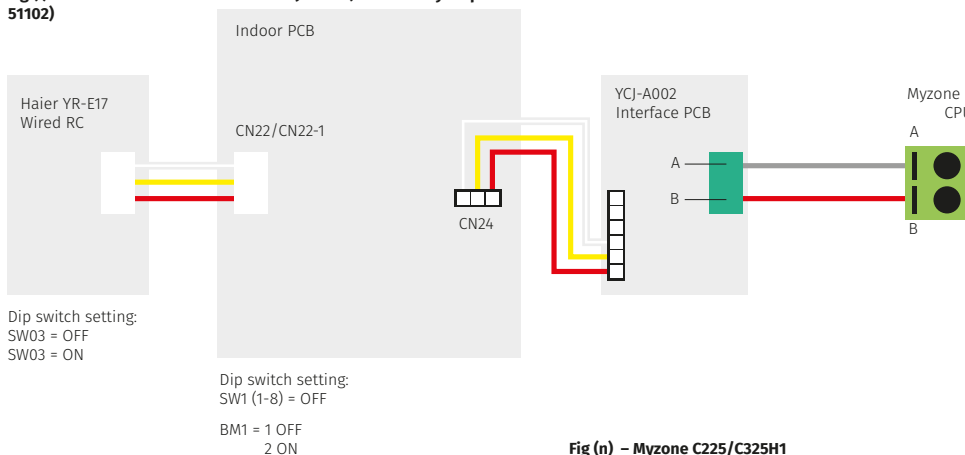 51102)
Indoor PCB
Haier YR-E17
Wired RC
CN22/CN22-1
CN24
YCJ-A002
Interface PCB
A
B
Myzone
CPU
A
B
Dip switch setting:
SW03 = OFF
SW03 = ON
Dip switch setting:
SW1 (1-8) = OFF
BM1 = 1 OFF
2 ON
Fig (n) – Myzone C225/C325H1